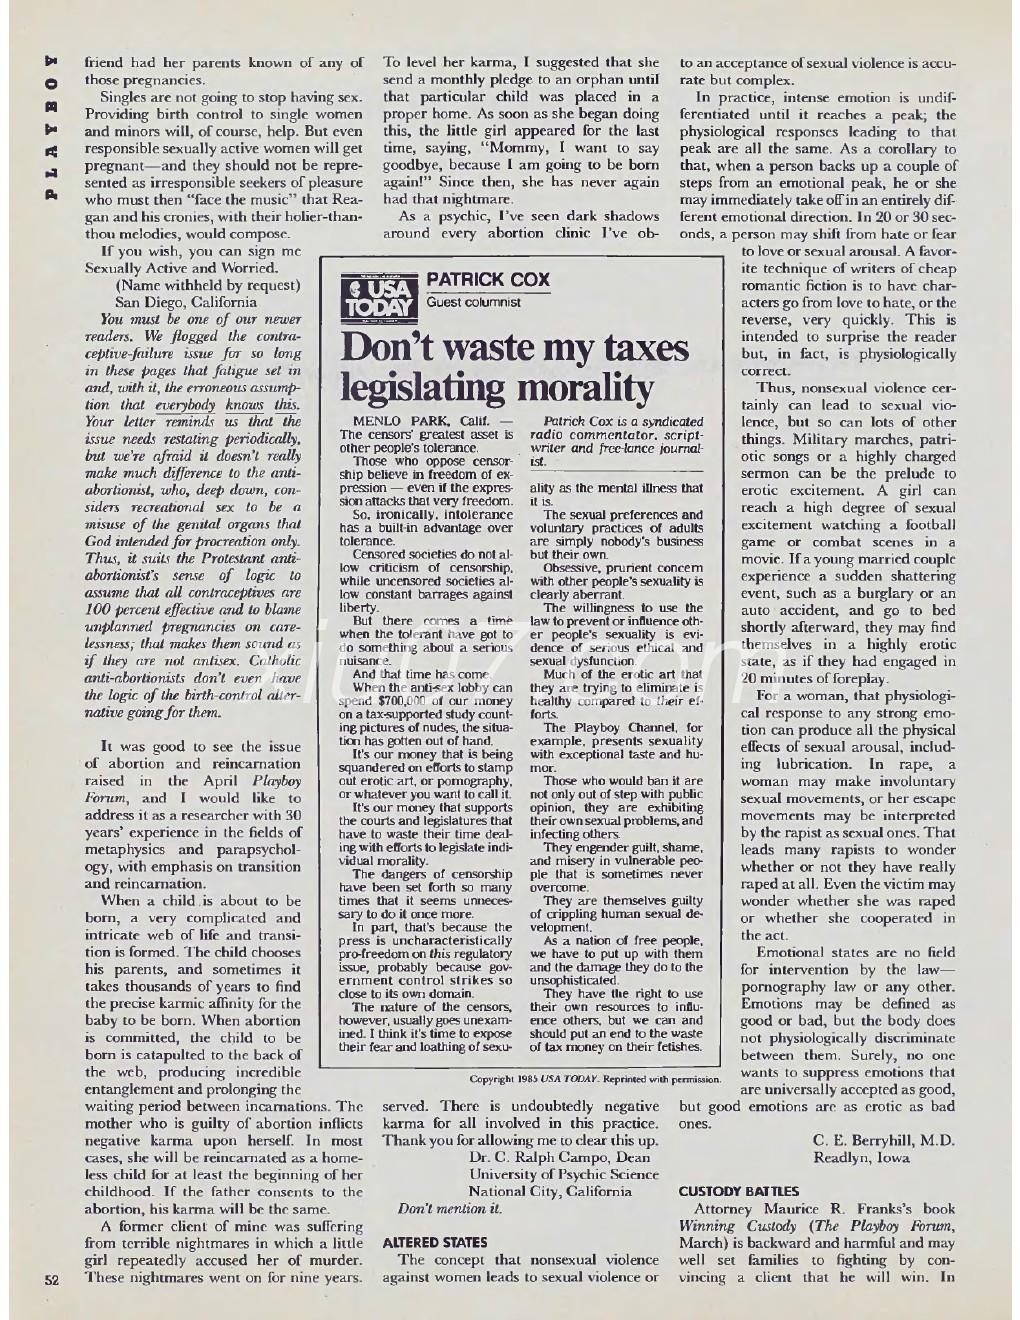 PLAYBOY
friend had her parents known of any of
those pregnancies.
Singles are not going to stop having sex.
Providing birth control to single women
and minors will, of course, help. But even
responsible sexually active women will get
pregnant—and they should not be repre-
sented as irresponsible seekers of pleasure
who must then "face the music" that Rea-
gan and his cronies, with their holier-than-
thou melodies, would compose.
If you wish, you can sign me
Sexually Active and Worried.
(Name withheld by request)
San Diego, California
You must be one of our newer
readers. We flogged the contra-
ceptive-failure issue for so long
in these pages that fatigue set in
and, with it, the erroneous assump-
tion that everybody knows this.
Your letter reminds us that the
issue needs restating periodically,
but we're afraid it doesn't really
make much difference to the anti-
abortionist, who, deep down, con-
siders recreational sex to be a
misuse of the genital organs that
God intended for procreation only.
Thus, it suits the Protestant anti-
abortionist's sense of logic to
assume that all contraceptives are
100 percent effective and to blame
unplanned pregnancies on care-
lessness; that makes them sound as
if they are not antisex. Catholic
anti-abortionists don't even have
the logic of the birth-control alter-
native going for them.
It was good to see the issue
of abortion and reincarnation
raised in the April Playboy
Forum, and I would like to
address it as a researcher with 30
years' experience in the fields of
metaphysics and parapsychol-
ogy, with emphasis on transition
and reincarnation.
When a child is about to be
born, a very complicated and
intricate web of life and transi-
tion is formed. The child chooses
his parents, and sometimes it
takes thousands of years to find
the precise karmic affinity for the
baby to be born. When abortion
is committed, the child to be
born is catapulted to the back of
the web, producing incredible
entanglement and prolonging the
waiting period between incarnations. The
mother who is guilty of abortion inflicts
negative karma upon herself. In most
cases, she will be reincarnated as a home-
less child for at least the beginning of her
childhood. If the father consents to the
abortion, his karma will be the same.
A former client of mine was suffering
from terrible nightmares in which a little
girl repeatedly accused her of murder.
These nightmares went on for nine years.
To level her karma, I suggested that she
send a monthly pledge to an orphan until
that particular child was placed in a
proper home. As soon as she began doing
this, the little girl appeared for the last
time, saying, "Mommy, I want to say
goodbye, because I am going to be born
again!" Since then, she has never again
had that nightmare.
As a psychic, I've seen dark shadows
around every abortion clinic I've ob-
USA
TODAY
PATRICK COX
Guest columnist
Don't waste my taxes
legislating morality
MENLO PARK, Calif. —
The censors' greatest asset is
other people's tolerance.
Those who oppose censor-
ship believe in freedom of ex-
pression — even if the expres-
sion attacks that very freedom.
So, ironically, intolerance
has a built-in advantage over
tolerance.
Censored societies do not al-
low criticism of censorship,
while uncensored societies al-
low constant barrages against
liberty.
But there comes a time
when the tolerant have got to
do something about a serious
nuisance.
And that time has come.
When the anti-sex lobby can
spend $700,000 of our money
on a tax-supported study count-
ing pictures of nudes, the situa-
tion has gotten out of hand.
It's our money that is being
squandered on efforts to stamp
out erotic art, or pornography,
or whatever you want to call it.
It's our money that supports
the courts and legislatures that
have to waste their time deal-
ing with efforts to legislate indi-
vidual morality.
The dangers of censorship
have been set forth so many
times that it seems unneces-
sary to do it once more.
In part, that's because the
press is uncharacteristically
pro-freedom on this regulatory
issue, probably because gov-
ernment control strikes so
close to its own domain.
The nature of the censors,
however, usually goes unexam-
ined. I think it's time to expose
their fear and loathing of sexu-
Patrick Cox is a syndicated
radio commentator, script-
writer and free-lance journal-
ist.
ality as the mental illness that
it is.
The sexual preferences and
voluntary practices of adults
are simply nobody's business
but their own.
Obsessive, prurient concern
with other people's sexuality is
clearly aberrant.
The willingness to use the
law to prevent or influence oth-
er people's sexuality is evi-
dence of serious ethical and
sexual dysfunction.
Much of the erotic art that
they are trying to eliminate is
healthy compared to their ef-
forts.
The Playboy Channel, for
example, presents sexuality
with exceptional taste and hu-
mor.
Those who would ban it are
not only out of step with public
opinion, they are exhibiting
their own sexual problems, and
infecting others.
They engender guilt, shame,
and misery in vulnerable peo-
ple that is sometimes never
overcome.
They are themselves guilty
of crippling human sexual de-
velopment.
As a nation of free people,
we have to put up with them
and the damage they do to the
unsophisticated.
They have the right to use
their own resources to influ-
ence others, but we can and
should put an end to the waste
of tax money on their fetishes.
Copyright 1985 USA TODAY. Reprinted with permission.
served. There is undoubtedly negative
karma for all involved in this practice.
Thank you for allowing me to clear this up.
Dr. C. Ralph Campo, Dean
University of Psychic Science
National City, California
Don't mention it.
ALTERED STATES
The concept that nonsexual violence
against women leads to sexual violence or
to an acceptance of sexual violence is accu-
rate but complex.
In practice, intense emotion is undif-
ferentiated until it reaches a peak; the
physiological responses leading to that
peak are all the same. As a corollary to
that, when a person backs up a couple of
steps from an emotional peak, he or she
may immediately take off in an entirely dif-
ferent emotional direction. In 20 or 30 sec-
onds, a person may shift from hate or fear
to love or sexual arousal. A favor-
ite technique of writers of cheap
romantic fiction is to have char-
acters go from love to hate, or the
reverse, very quickly. This is
intended to surprise the reader
but, in fact, is physiologically
correct.
Thus, nonsexual violence cer-
tainly can lead to sexual vio-
lence, but so can lots of other
things. Military marches, patri-
otic songs or a highly charged
sermon can be the prelude to
erotic excitement. A girl can
reach a high degree of sexual
excitement watching a football
game or combat scenes in a
movie. If a young married couple
experience a sudden shattering
event, such as a burglary or an
auto accident, and go to bed
shortly afterward, they may find
themselves in a highly erotic
state, as if they had engaged in
20 minutes of foreplay.
For a woman, that physiologi-
cal response to any strong emo-
tion can produce all the physical
effects of sexual arousal, includ-
ing lubrication. In rape, a
woman may make involuntary
sexual movements, or her escape
movements may be interpreted
by the rapist as sexual ones. That
leads many rapists to wonder
whether or not they have really
raped at all. Even the victim may
wonder whether she was raped
or whether she cooperated in
the act.
Emotional states are no field
for intervention by the law—
pornography law or any other.
Emotions may be defined as
good or bad, but the body does
not physiologically discriminate
between them. Surely, no one
wants to suppress emotions that
are universally accepted as good,
but good emotions are as erotic as bad
ones.
C. E. Berryhill, M.D.
Readlyn, Iowa
CUSTODY BATTLES
Attorney Maurice R. Franks's book
Winning Custody (The Playboy Forum,
March) is backward and harmful and may
well set families to fighting by con-
vincing a client that he will win. In
52